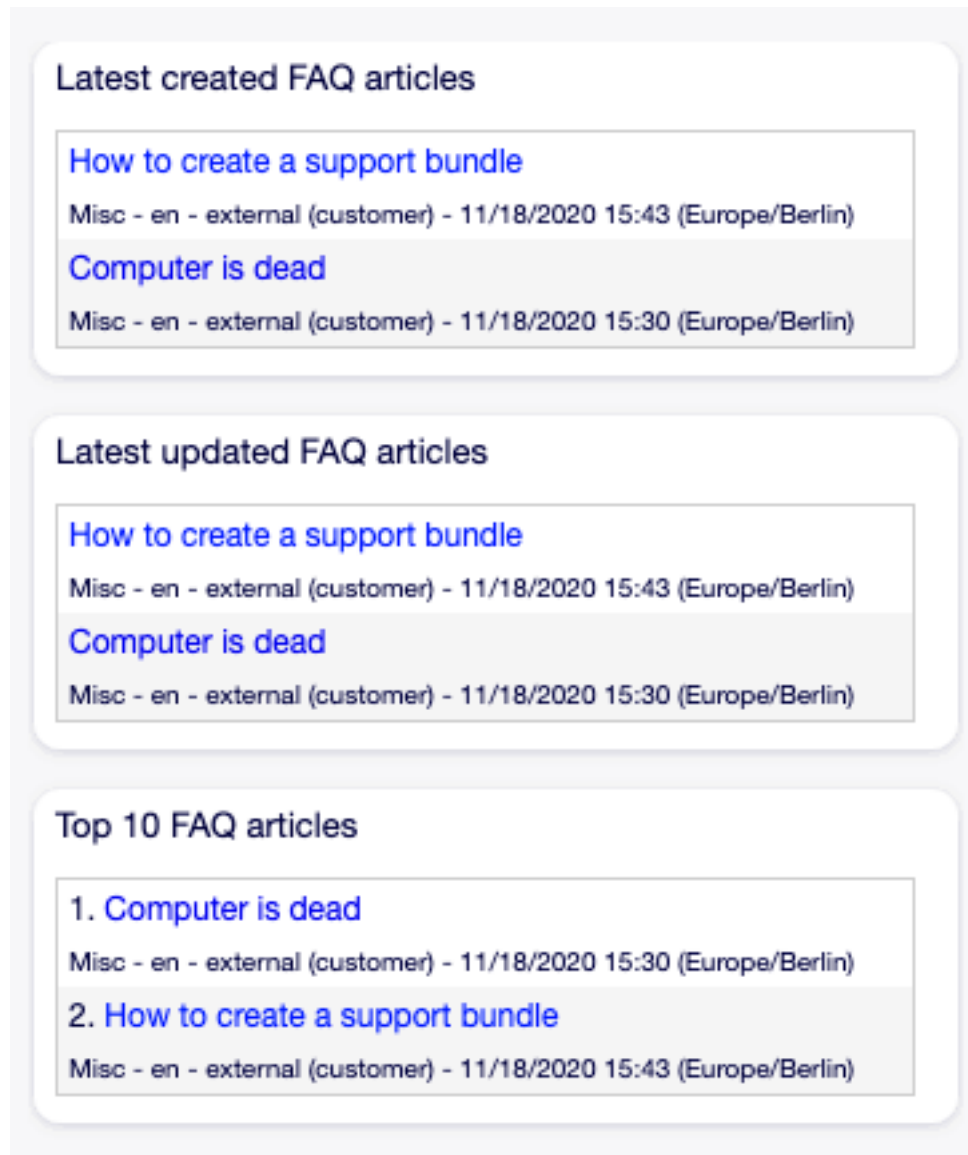 Latest created FAQ articles
How to create a support bundle
Misc - en - external (customer) - 11/18/2020 15:43 (Europe/Berlin)
Computer is dead
Misc - en - external (customer) - 11/18/2020 15:30 (Europe/Berlin)
Latest updated FAQ articles
How to create a support bundle
Misc - en - external (customer) - 11/18/2020 15:43 (Europe/Berlin)
Computer is dead
Misc - en - external (customer) - 11/18/2020 15:30 (Europe/Berlin)
Top 10 FAQ articles
1. Computer is dead
Misc - en - external (customer) - 11/18/2020 15:30 (Europe/Berlin)
2. How to create a support bundle
Misc - en - external (customer) - 11/18/2020 15:43 (Europe/Berlin)